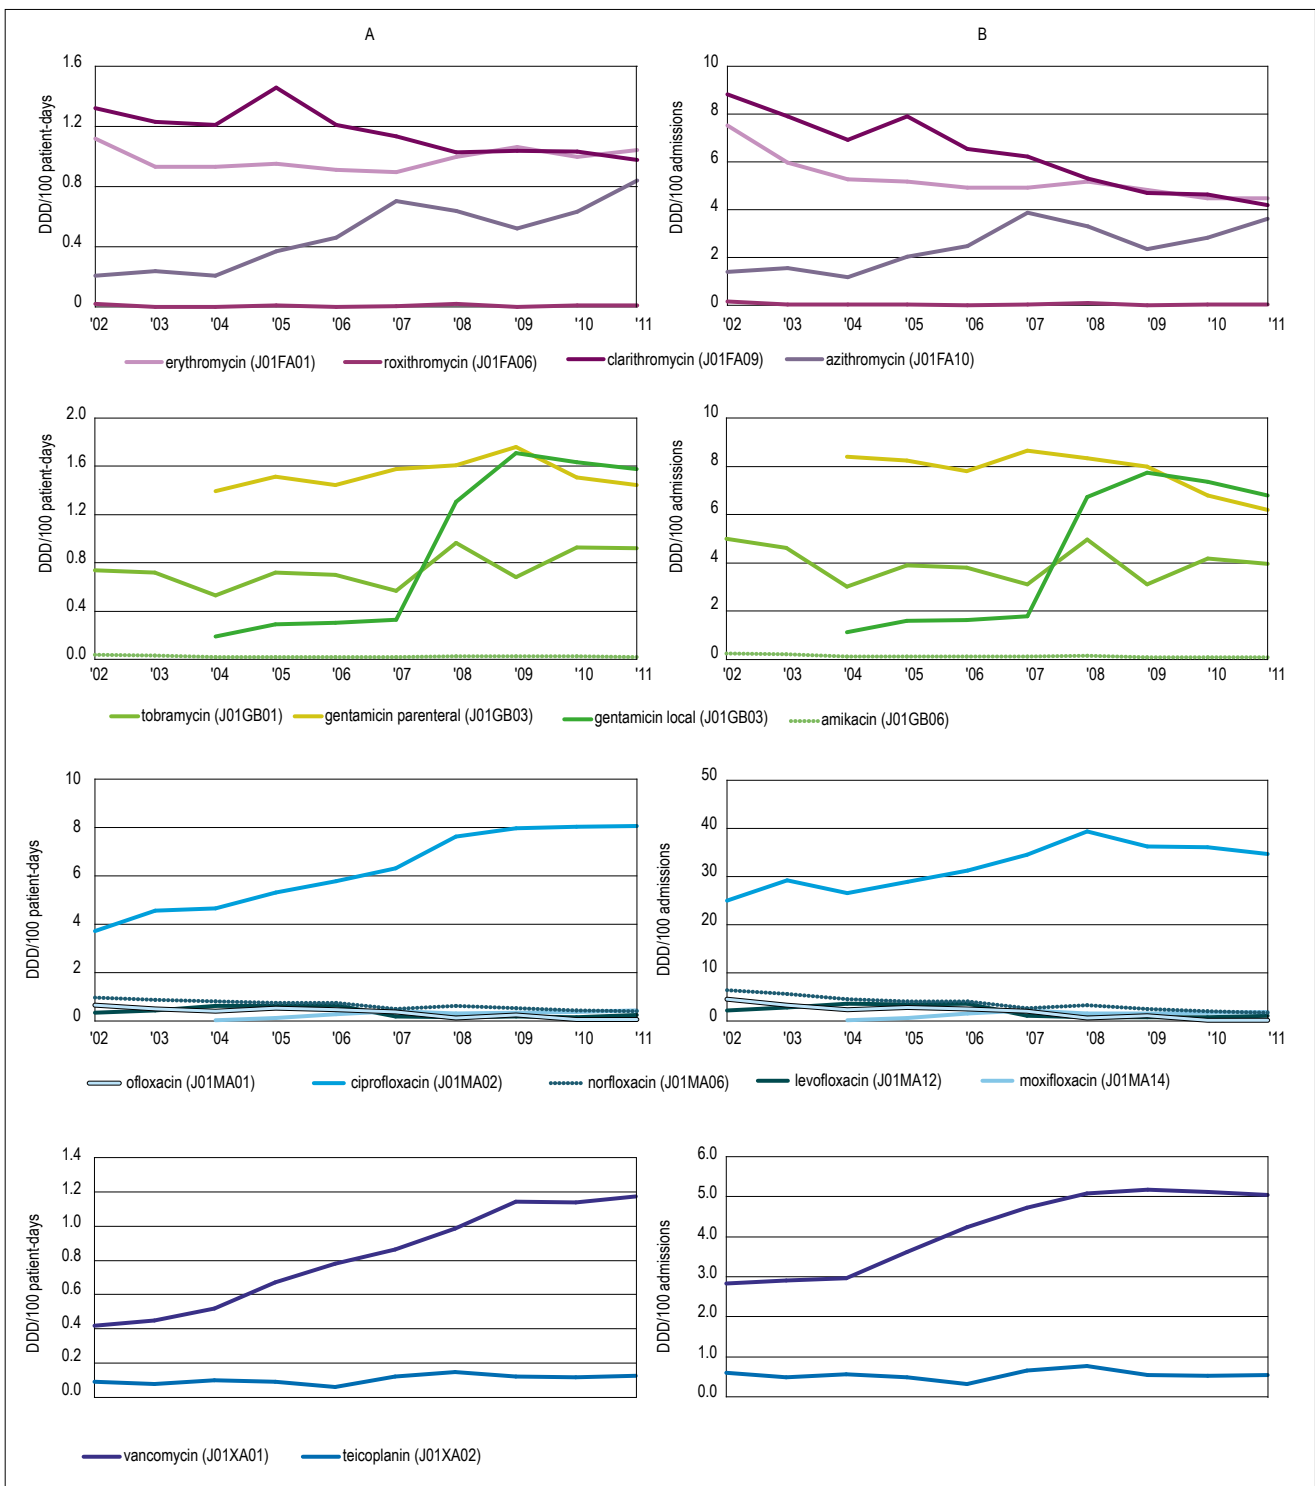 A
B
DDD/100 patient-days
1.6
1.2
0.8
0.4
0
'02 '03 '04 '05 '06 '07 '08 '09 '10 '11
DDD/100 admissions
10
8
6
4
2
0
'02 '03 '04 '05 '06 '07 '08 '09 '10 '11
erythromycin (J01FA01) roxithromycin (J01FA06) clarithromycin (J01FA09) azithromycin (J01FA10)
DDD/100 patient-days
2.0
1.6
1.2
0.8
0.4
0.0
'02 '03 '04 '05 '06 '07 '08 '09 '10 '11
DDD/100 admissions
10
8
6
4
2
0
'02 '03 '04 '05 '06 '07 '08 '09 '10 '11
tobramycin (J01GB01) gentamicin parenteral (J01GB03) gentamicin local (J01GB03) amikacin (J01GB06)
DDD/100 patient-days
10
8
6
4
2
0
'02 '03 '04 '05 '06 '07 '08 '09 '10 '11
DDD/100 admissions
50
40
30
20
10
0
'02 '03 '04 '05 '06 '07 '08 '09 '10 '11
ofloxacin (J01MA01) ciprofloxacin (J01MA02) norfloxacin (J01MA06) levofloxacin (J01MA12) moxifloxacin (J01MA14)
DDD/100 patient-days
1.4
1.2
1.0
0.8
0.6
0.4
0.2
0.0
DDD/100 admissions
6.0
5.0
4.0
3.0
2.0
1.0
0.0
vancomycin (J01XA01) teicoplanin (J01XA02)